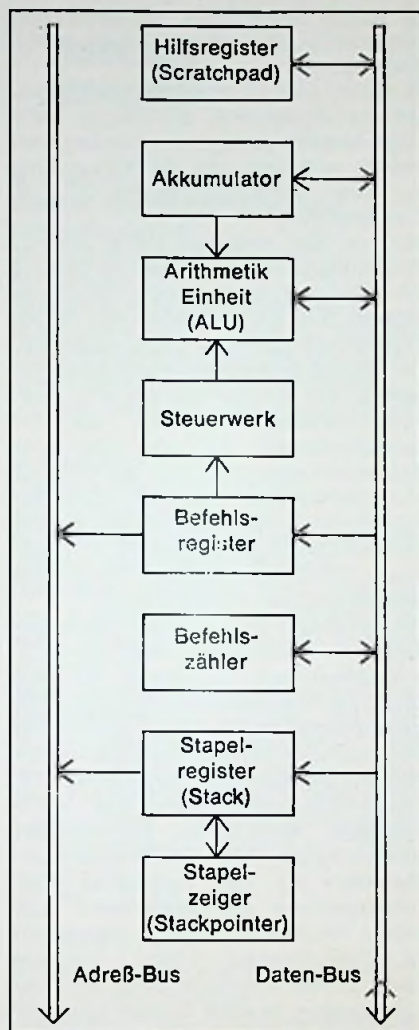 Hilfsregister
(Scratchpad)
Akkumulator
Arithmetik
Einheit
(ALU)
Steuerwerk
Befehls-
register
Befehls-
zähler
Stapel-
register
(Stack)
Stapel-
zeiger
(Stackpointer)
Adreß-Bus
Daten-Bus